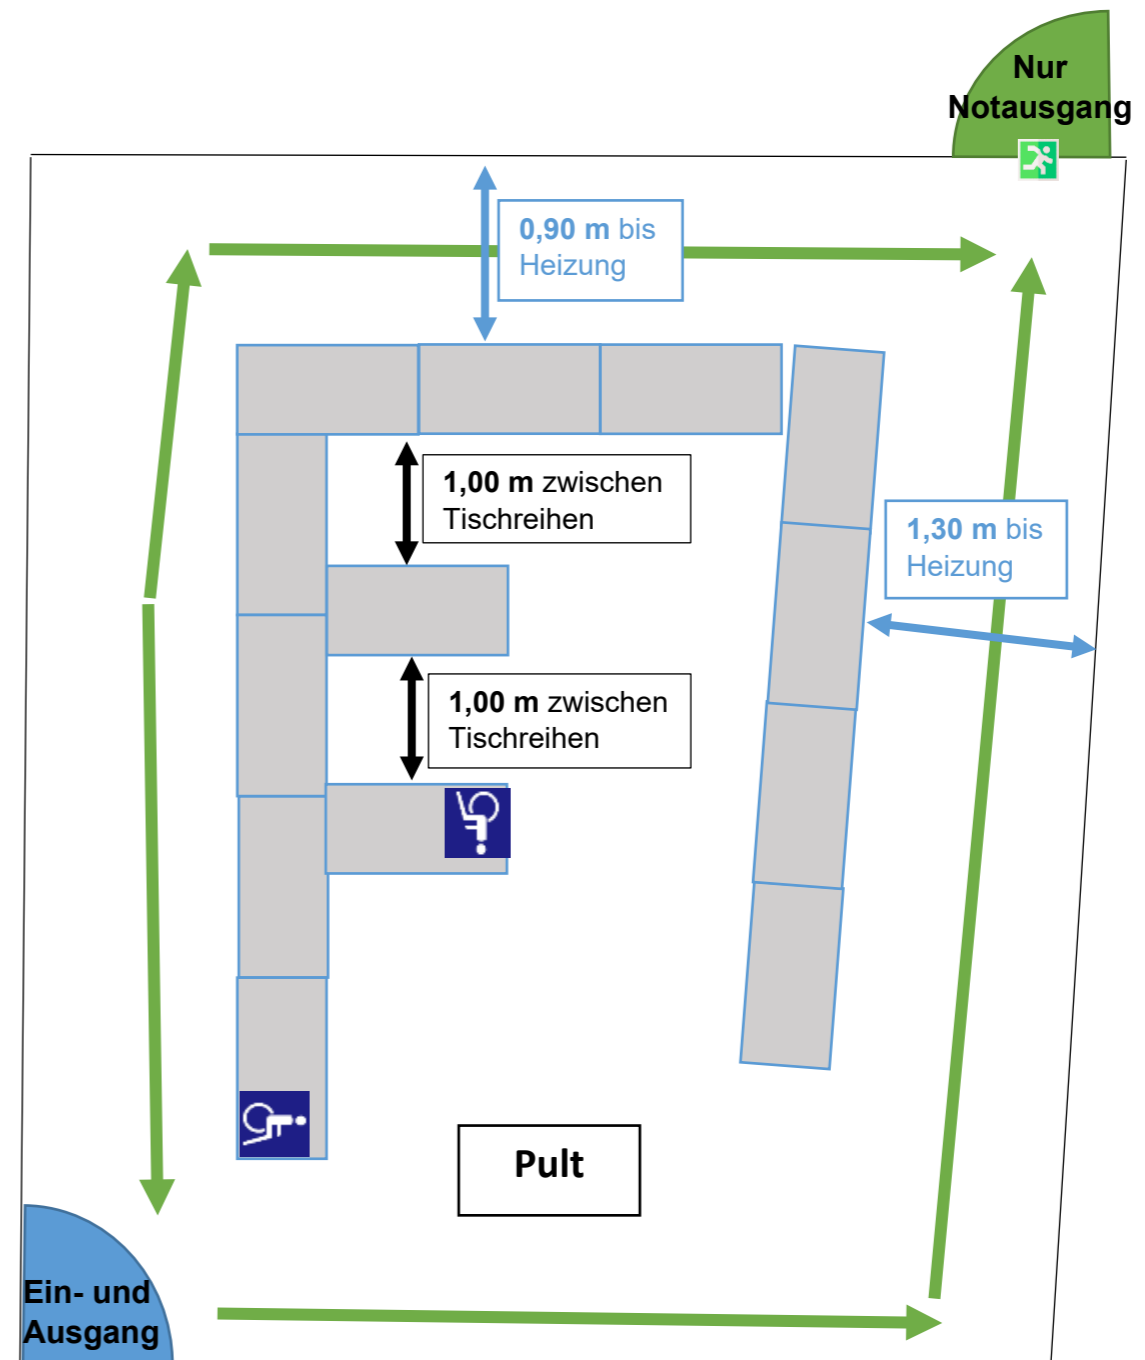 Nur
Notausgang
0,90 m bis
Heizung
1,00 m zwischen
Tischreihen
1,30 m bis
Heizung
1,00 m zwischen
Tischreihen
Pult
Ein- und
Ausgang